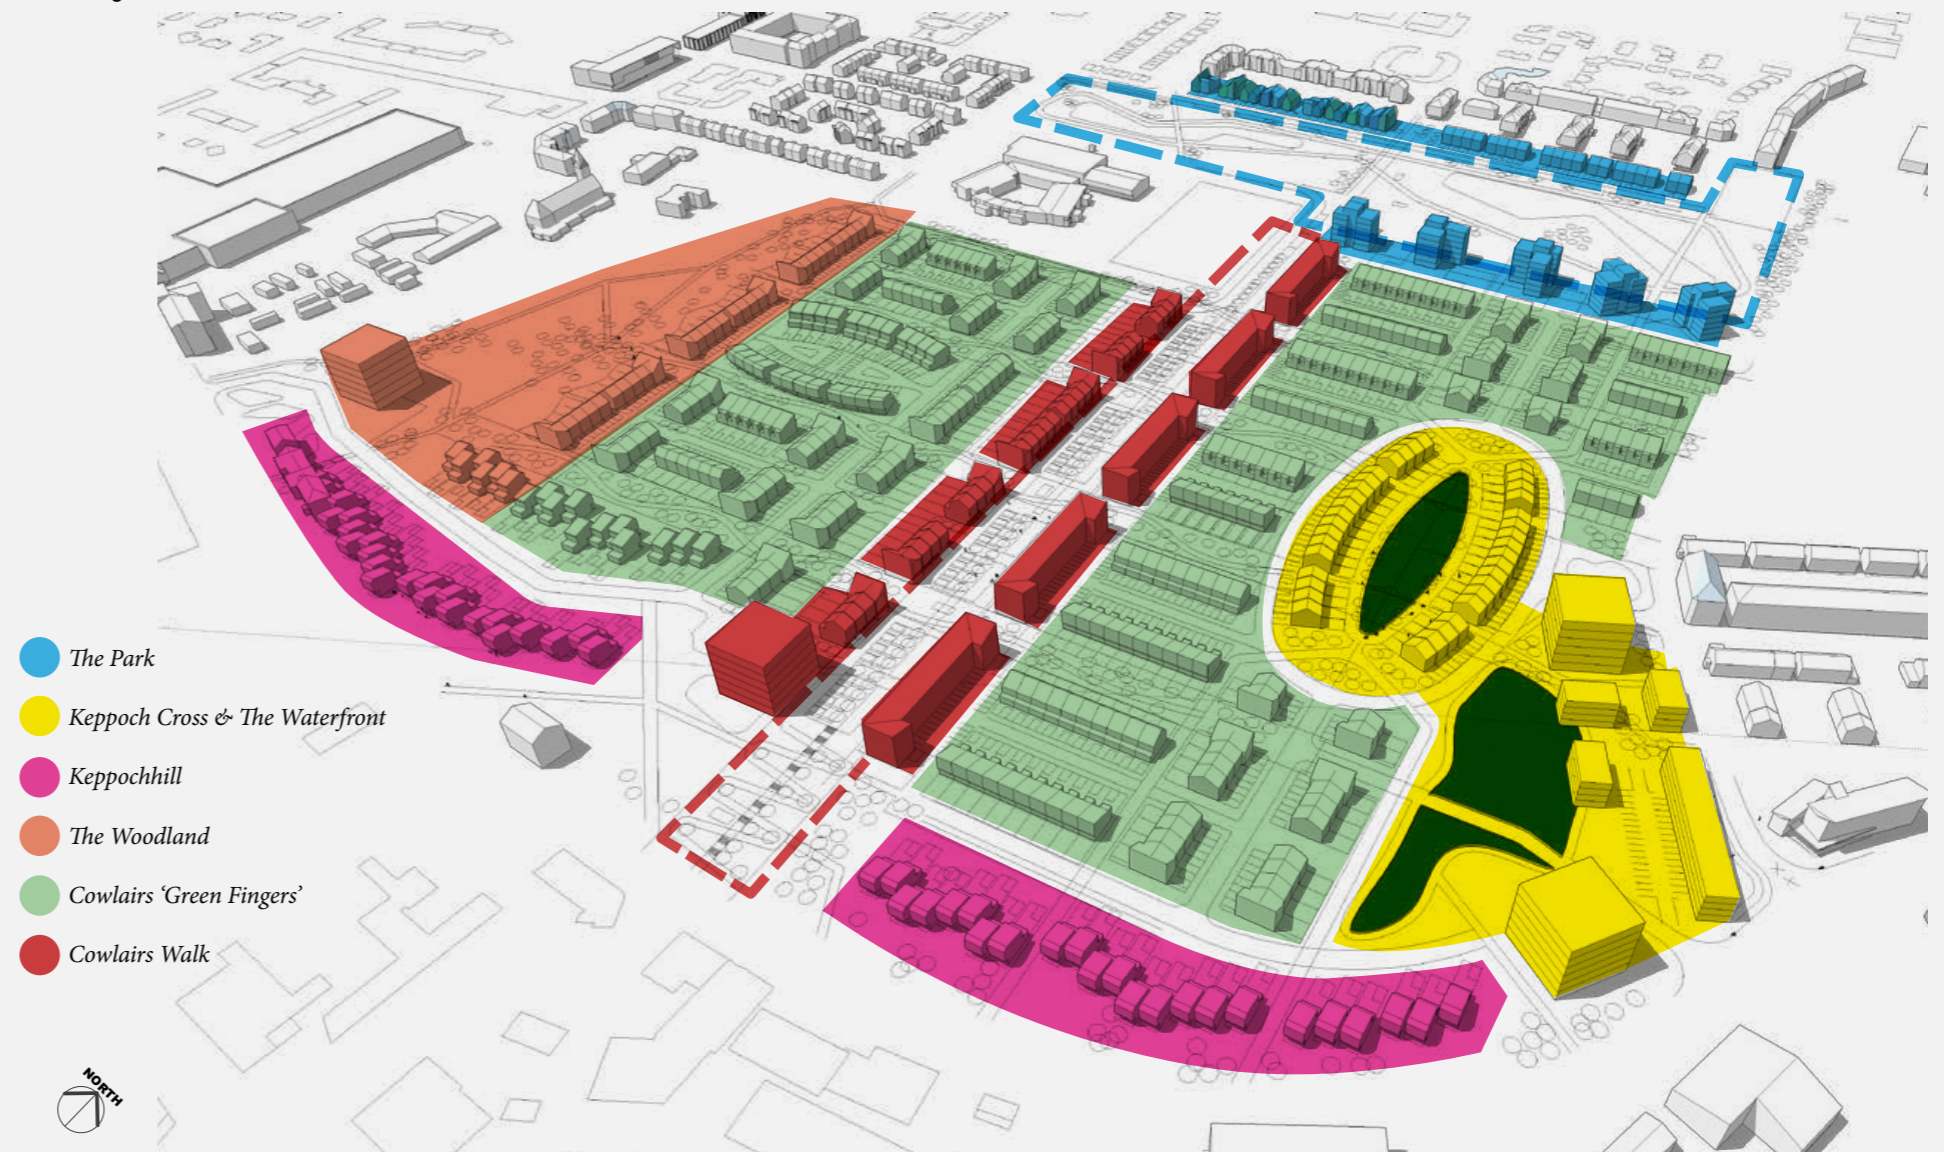 The Park
Keppoch Cross & The Waterfront
Keppochhill
The Woodland
Cowlairs ‘Green Fingers’
Cowlairs Walk
NORTH